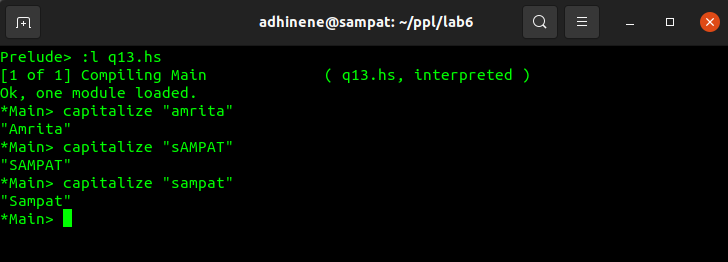 adhinene@sampat: ~/ppl/lab6
Prelude> :l q13.hs
[1 of 1] Compiling Main             ( q13.hs, interpreted )
Ok, one module loaded.
*Main> capitalize "amrita"
"Amrita"
*Main> capitalize "sAMPAT"
"SAMPAT"
*Main> capitalize "sampat"
"Sampat"
*Main>